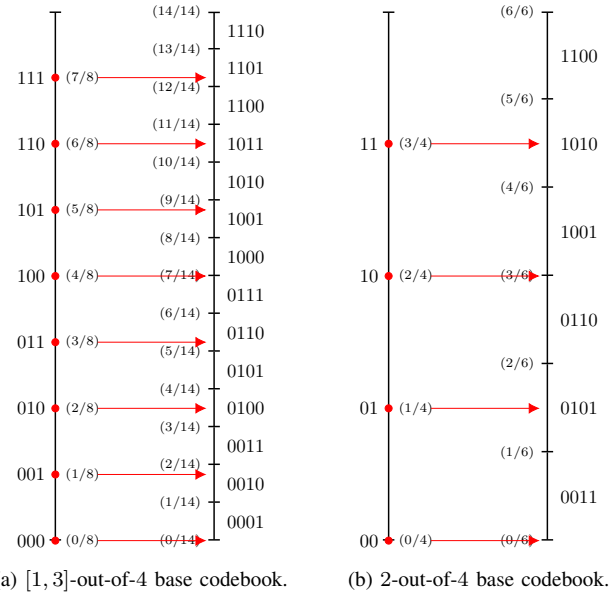 (14/14)
1110
(13/14)
111 (7/8) 1101
(12/14)
1100
(11/14)
110 (6/8) 1011
(10/14)
1010
(9/14)
101 (5/8)
1001
(8/14)
1000
100 (4/8) (7/14)
0111
(6/14)
011 (3/8) 0110
(5/14)
0101
(4/14)
010 (2/8) 0100
(3/14)
0011
(2/14)
001 (1/8)
0010
(1/14)
0001
000 (0/8) (0/14)
(a) [1, 3]-out-of-4 base codebook.
(6/6)
1100
(5/6)
11 (3/4) 1010
(4/6)
1001
10 (2/4) (3/6)
0110
(2/6)
01 (1/4) 0101
(1/6)
0011
00 (0/4) (0/6)
(b) 2-out-of-4 base codebook.